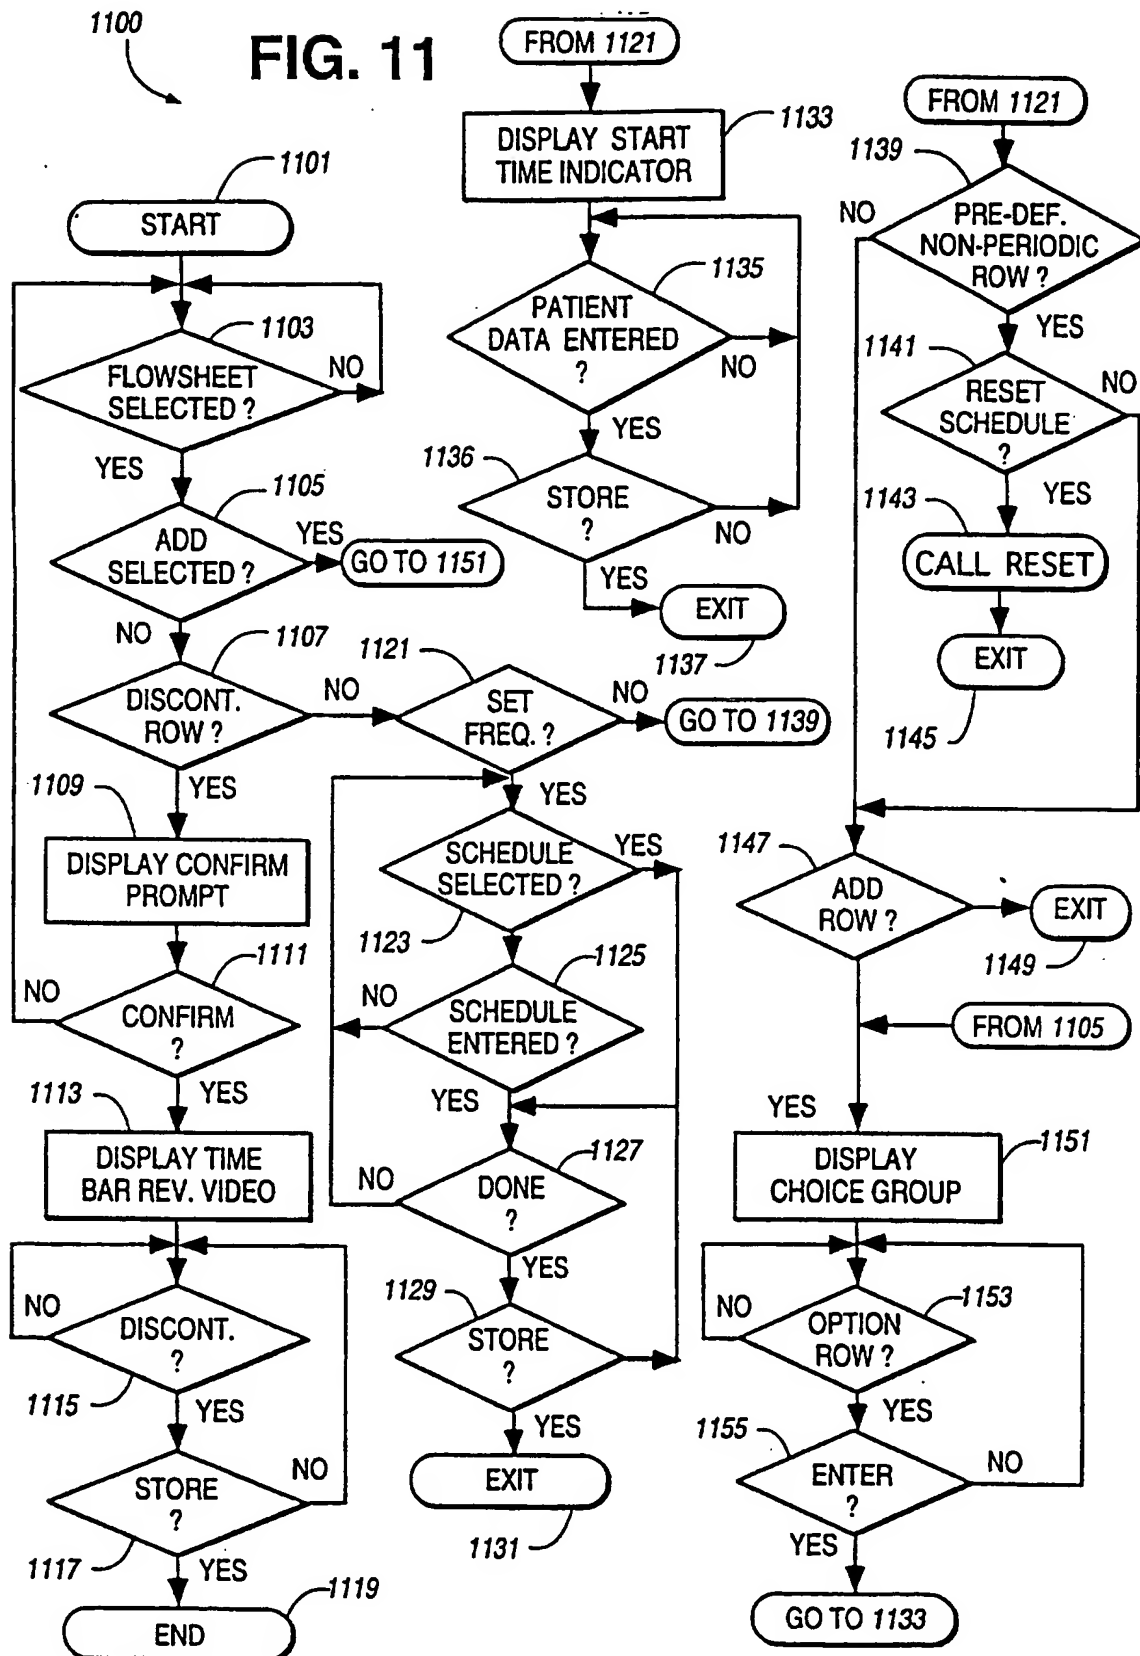 1100
FIG. 11
1101
START
1103
FLOWSHEET
SELECTED ?
NO
YES
1105
ADD
SELECTED ?
YES
GO TO 1151
NO
1107
DISCONT.
ROW ?
NO
YES
1109
DISPLAY CONFIRM
PROMPT
1111
NO
CONFIRM
?
YES
1113
DISPLAY TIME
BAR REV. VIDEO
NO
DISCONT.
?
1115
YES
STORE
?
NO
1117
YES
1119
END
FROM 1121
1133
DISPLAY START
TIME INDICATOR
1135
PATIENT
DATA ENTERED
?
NO
YES
1136
STORE
?
NO
YES
EXIT
1137
1121
SET
FREQ. ?
NO
GO TO 1139
YES
SCHEDULE
SELECTED ?
YES
1123
1125
NO
SCHEDULE
ENTERED ?
YES
1127
NO
DONE
?
YES
1129
STORE
?
YES
EXIT
1131
FROM 1121
1139
NO
PRE-DEF.
NON-PERIODIC
ROW ?
YES
1141
NO
RESET
SCHEDULE
?
YES
1143
CALL RESET
EXIT
1145
1147
ADD
ROW ?
EXIT
1149
FROM 1105
YES
1151
DISPLAY
CHOICE GROUP
1153
NO
OPTION
ROW ?
YES
1155
ENTER
?
NO
YES
GO TO 1133